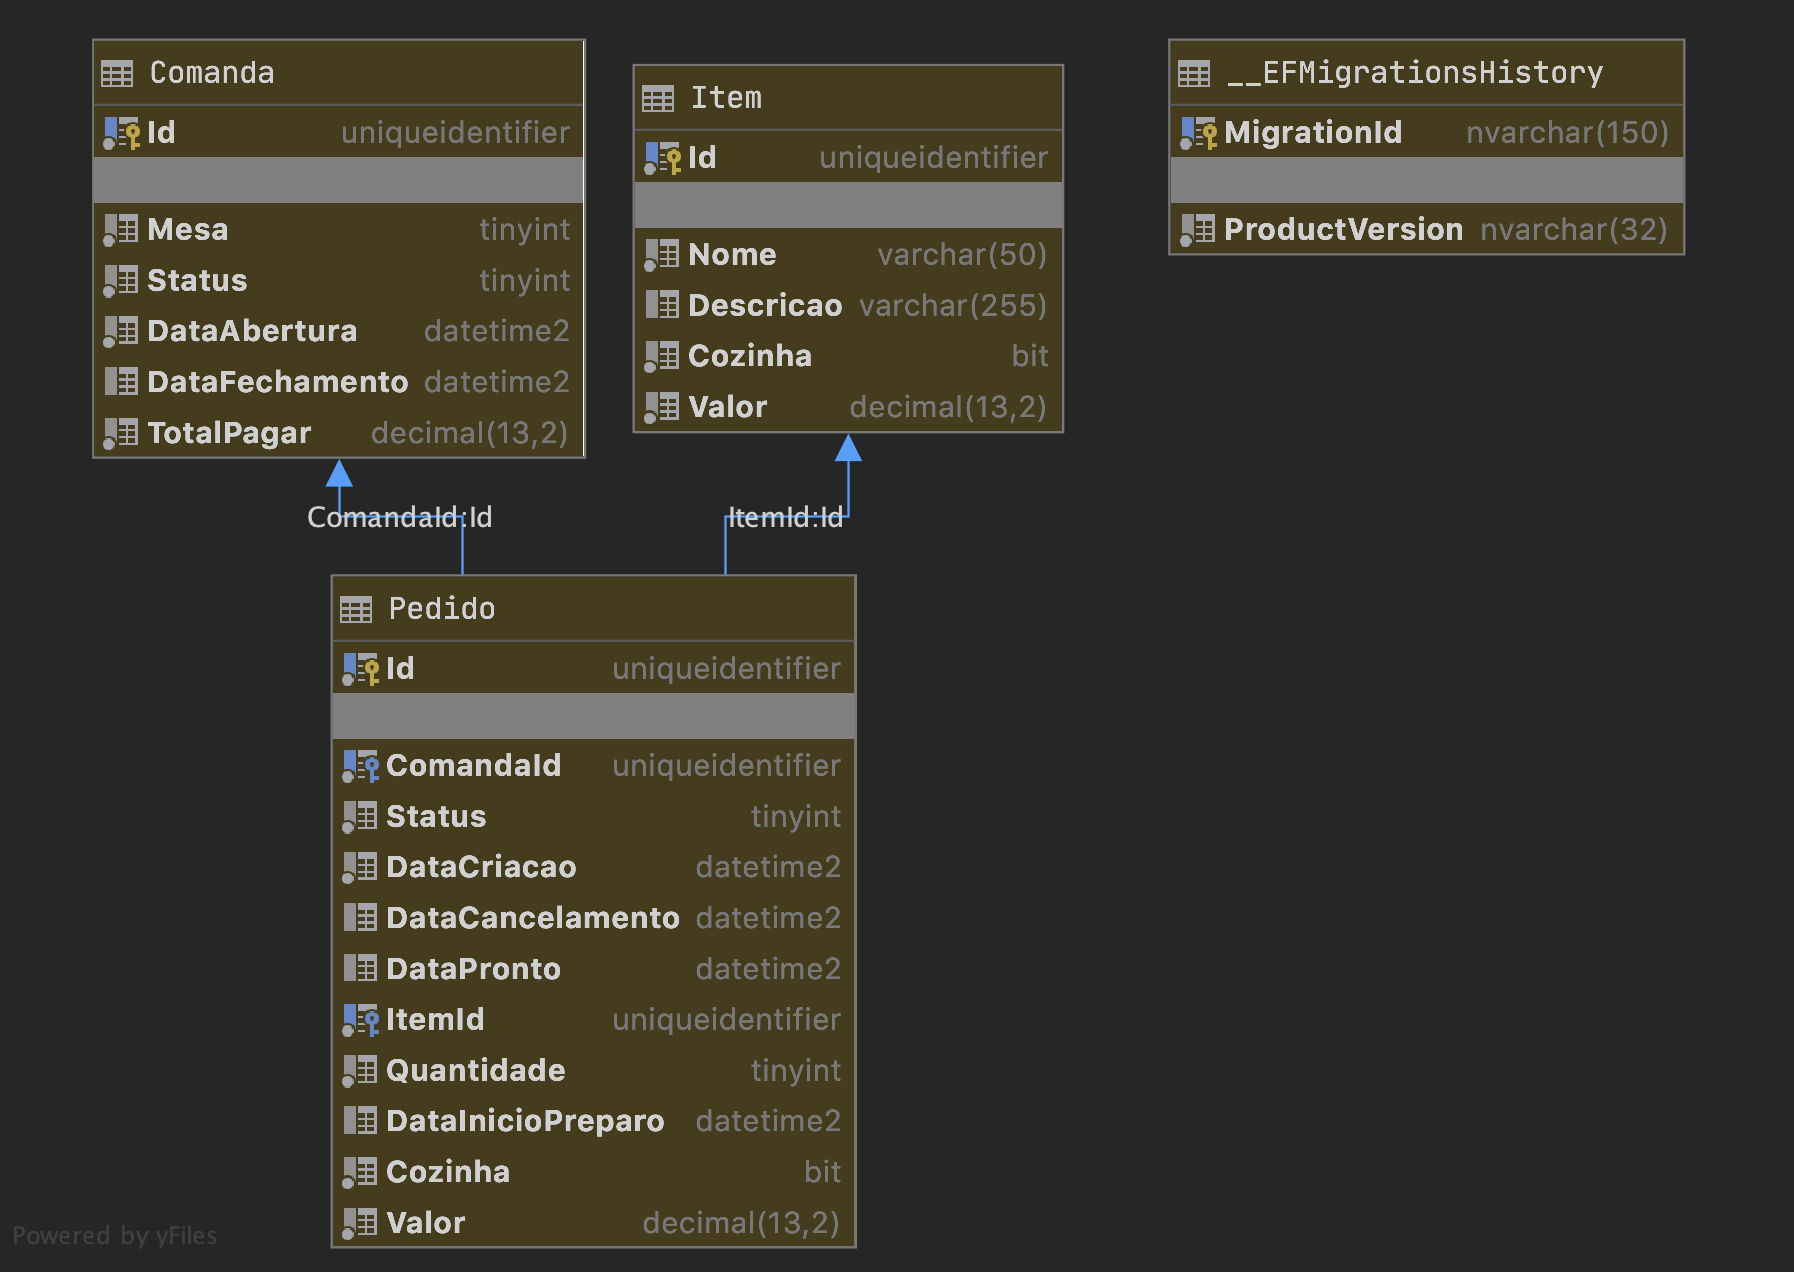 Comanda
Id uniqueidentifier
Mesa tinyint
Status tinyint
DataAbertura datetime2
DataFechamento datetime2
TotalPagar decimal(13,2)
Item
Id uniqueidentifier
Nome varchar(50)
Descricao varchar(255)
Cozinha bit
Valor decimal(13,2)
__EFMigrationsHistory
MigrationId nvarchar(150)
ProductVersion nvarchar(32)
ComandaId:Id
ItemId:Id
Pedido
Id uniqueidentifier
ComandaId uniqueidentifier
Status tinyint
DataCriacao datetime2
DataCancelamento datetime2
DataPronto datetime2
ItemId uniqueidentifier
Quantidade tinyint
DataInicioPreparo datetime2
Cozinha bit
Valor decimal(13,2)
Powered by yFiles